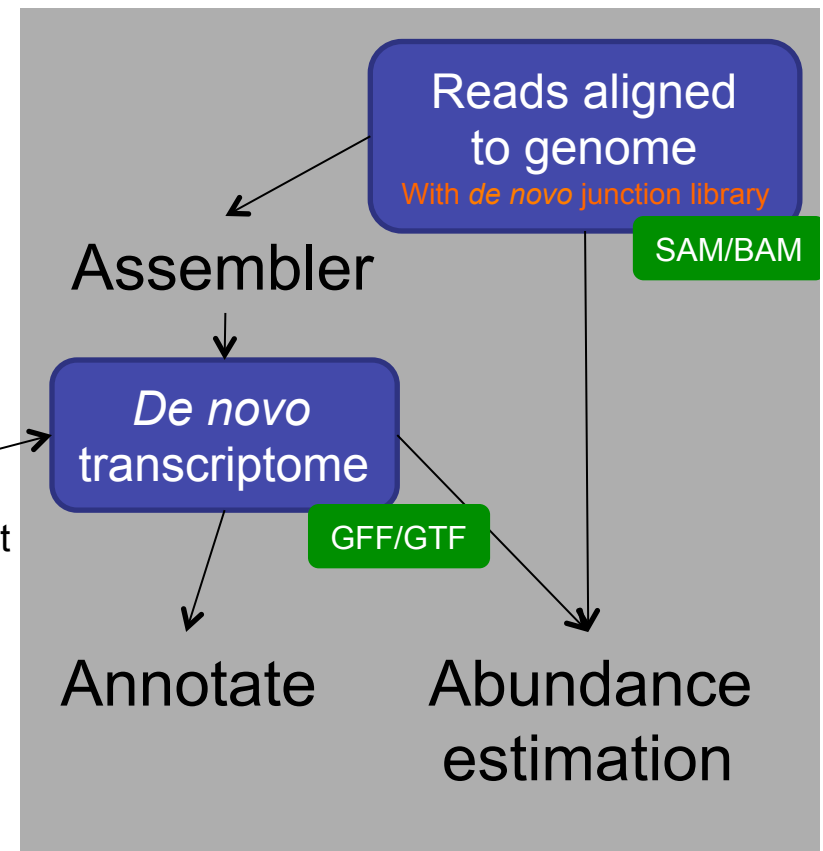 Reads aligned
to genome
With de novo junction library
SAM/BAM
Assembler
De novo
transcriptome
GFF/GTF
t
Annotate
Abundance
estimation